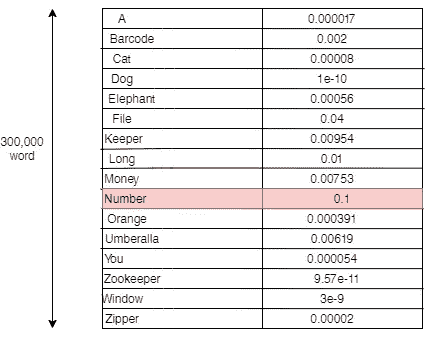 A 0.000017
Barcode 0.002
Cat 0.00008
Dog 1e-10
Elephant 0.00056
File 0.04
300,000
word
Keeper 0.00954
Long 0.01
Money 0.00753
Number 0.1
Orange 0.000391
Umberalla 0.00619
You 0.000054
Zookeeper 9.57e-11
Window 3e-9
Zipper 0.00002